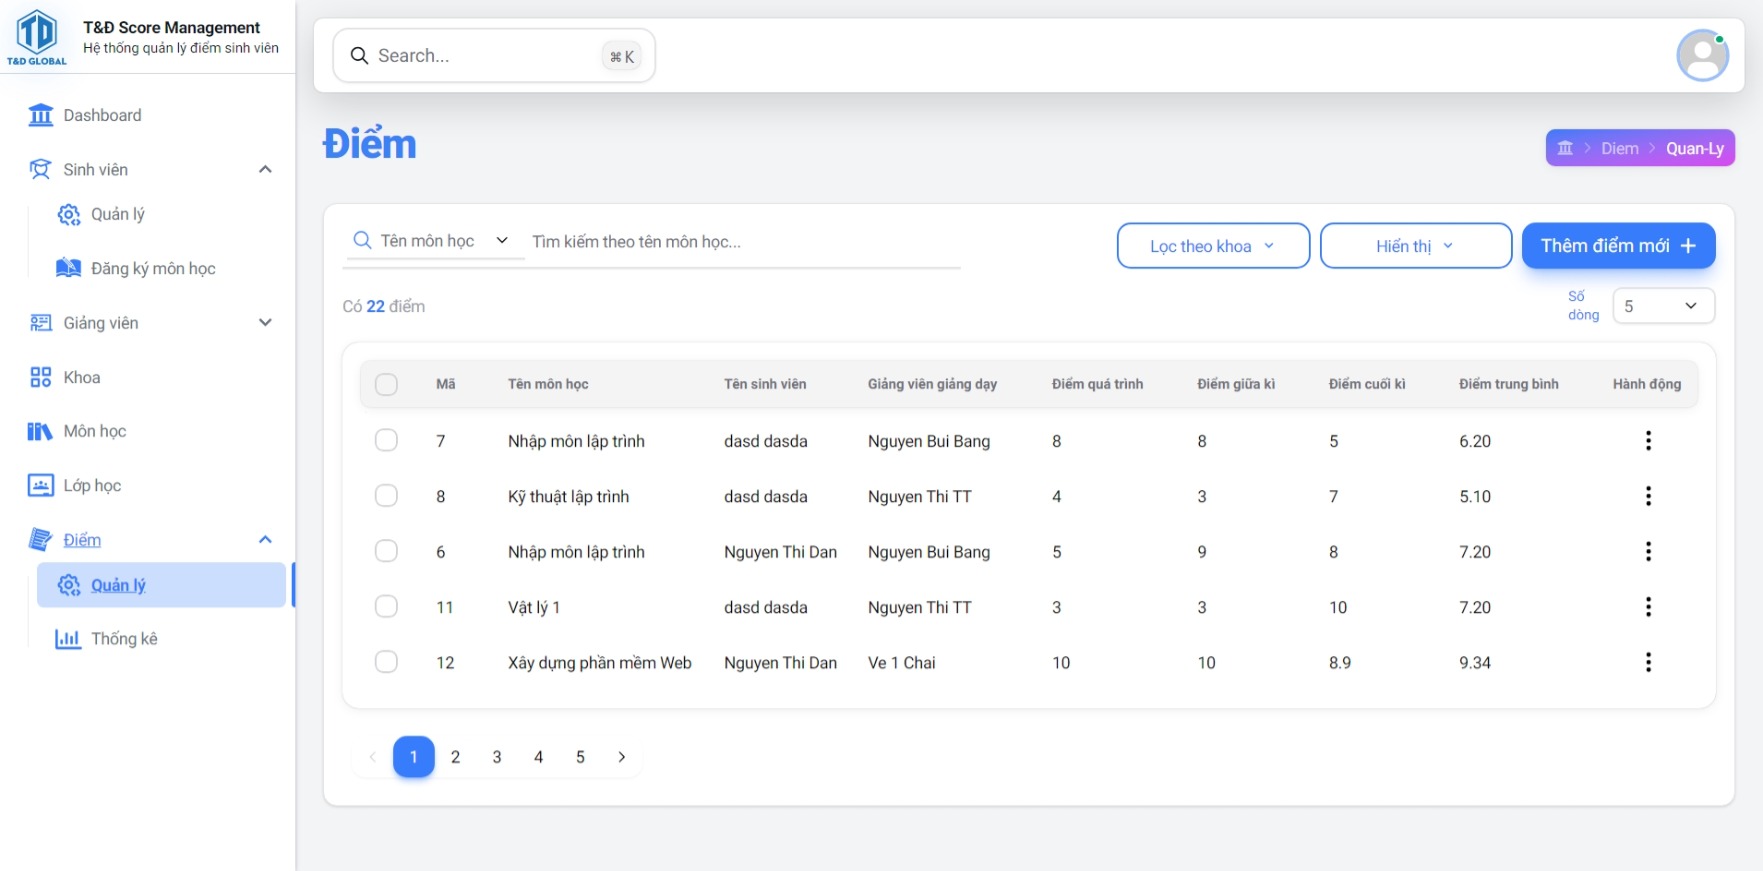 T&D GLOBAL
T&Đ Score Management
Hệ thống quản lý điểm sinh viên
Dashboard
Sinh viên
Quản lý
Đăng ký môn học
Giảng viên
Khoa
Môn học
Lớp học
Điểm
Quản lý
Thống kê
Search...
⌘ K
Điểm
Diem
Quan-Ly
Tên môn học
Tìm kiếm theo tên môn học...
Lọc theo khoa
Hiển thị
Thêm điểm mới +
Có 22 điểm
Số
dòng
5
Mã Tên môn học Tên sinh viên Giảng viên giảng dạy Điểm quá trình Điểm giữa kì Điểm cuối kì Điểm trung bình Hành động
7 Nhập môn lập trình dasd dasda Nguyen Bui Bang 8 8 5 6.20
8 Kỹ thuật lập trình dasd dasda Nguyen Thi TT 4 3 7 5.10
6 Nhập môn lập trình Nguyen Thi Dan Nguyen Bui Bang 5 9 8 7.20
11 Vật lý 1 dasd dasda Nguyen Thi TT 3 3 10 7.20
12 Xây dựng phần mềm Web Nguyen Thi Dan Ve 1 Chai 10 10 8.9 9.34
1 2 3 4 5